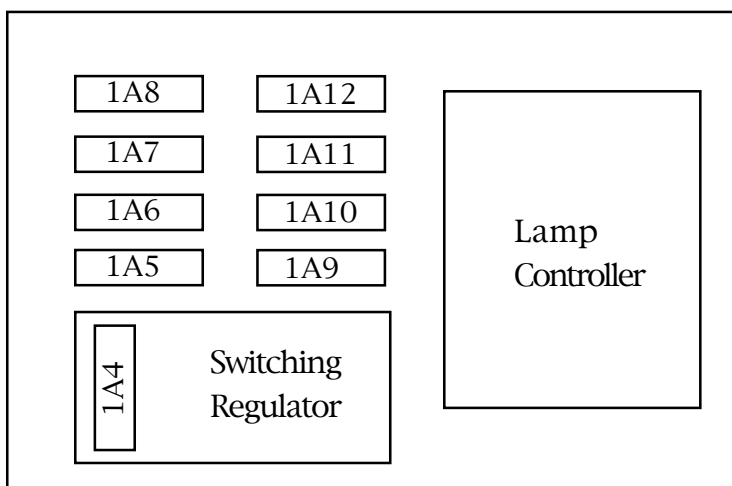 1A8
1A12
1A7
1A11
1A6
1A10
1A5
1A9
Lamp
Controller
1A4
Switching
Regulator